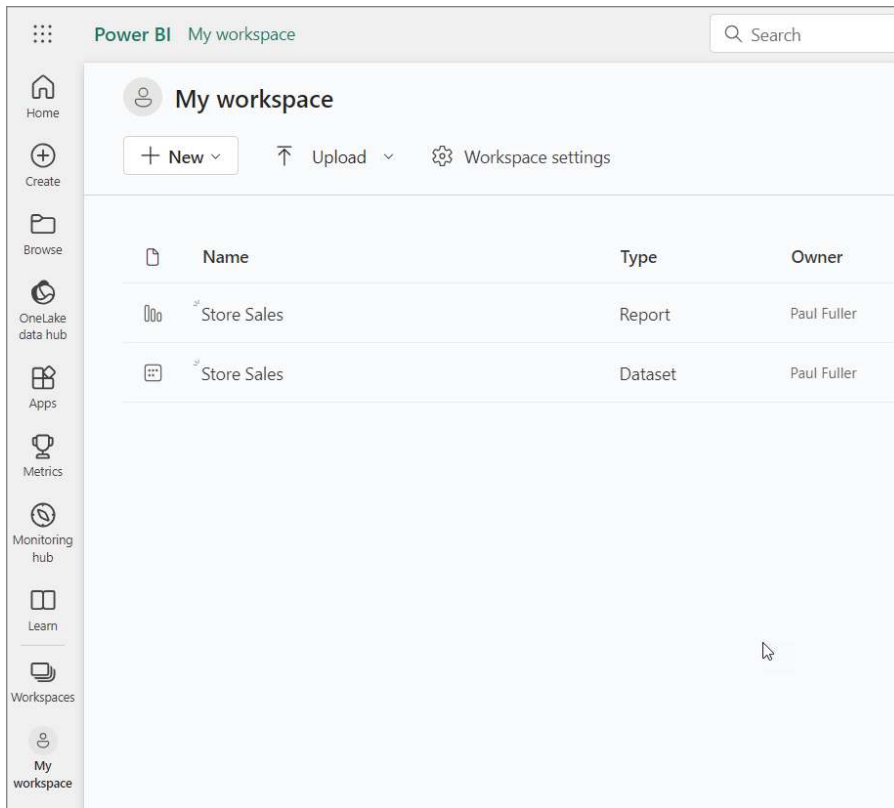 Power BI My workspace
Search
Home
Create
Browse
OneLake
data hub
Apps
Metrics
Monitoring
hub
Learn
Workspaces
My
workspace
My workspace
New
Upload
Workspace settings
Name Type Owner
Store Sales Report Paul Fuller
Store Sales Dataset Paul Fuller